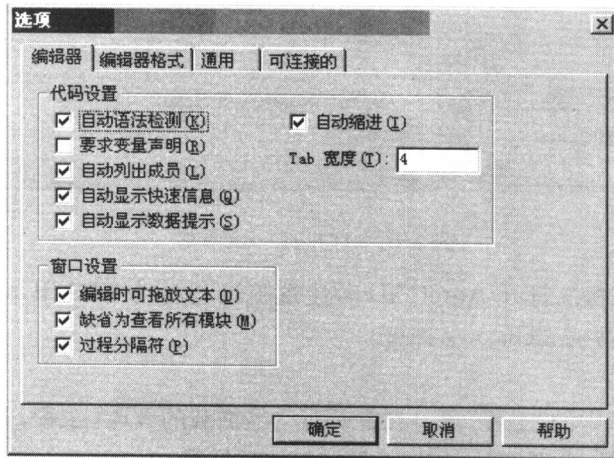 选项
编辑器 编辑器格式 通用 可连接的
代码设置
自动语法检测(K) 自动缩进(I)
要求变量声明(R) Tab 宽度(T): 4
自动列出成员(L)
自动显示快速信息(Q)
自动显示数据提示(S)
窗口设置
编辑时可拖放文本(D)
缺省为查看所有模块(M)
过程分隔符(P)
确定 取消 帮助